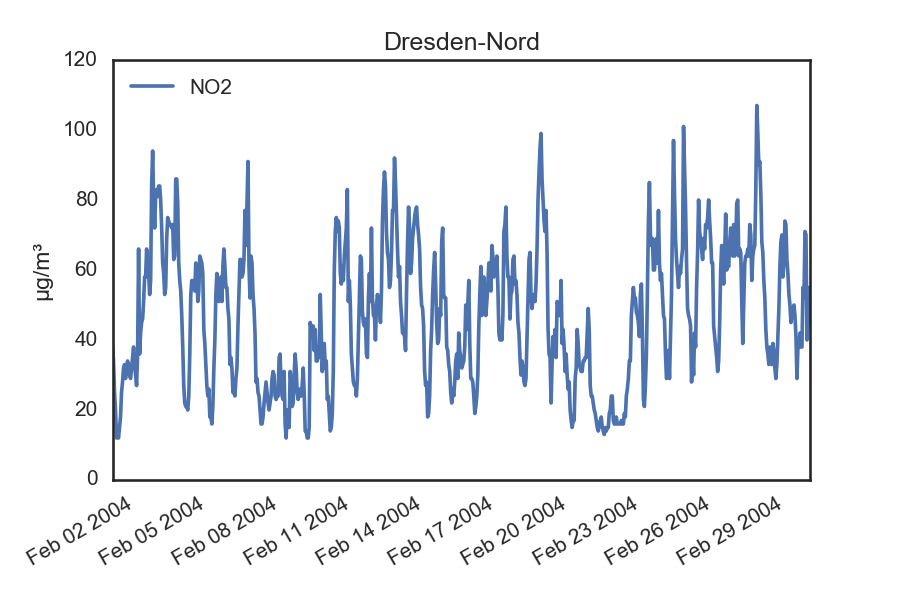 Dresden-Nord
120
100
80
60
40
20
0
µg/m³
NO2
Feb 02 2004
Feb 05 2004
Feb 08 2004
Feb 11 2004
Feb 14 2004
Feb 17 2004
Feb 20 2004
Feb 23 2004
Feb 26 2004
Feb 29 2004